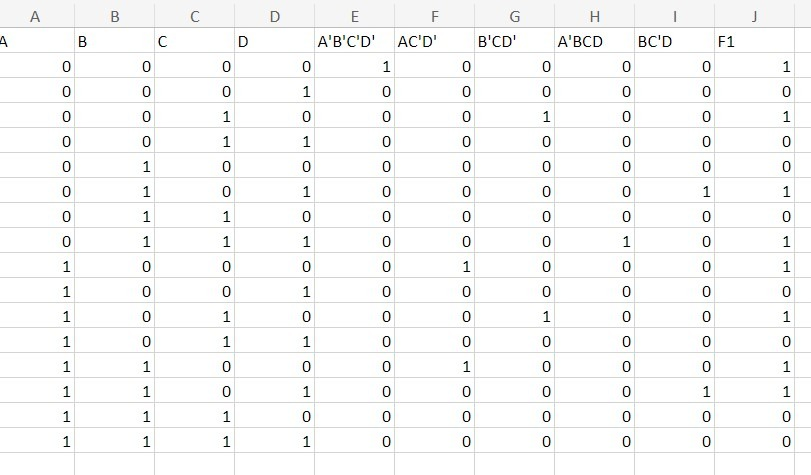 A B C D E F G H I J
A B C D A'B'C'D' AC'D' B'CD' A'BCD BC'D F1
0 0 0 0 1 0 0 0 0 1
0 0 0 1 0 0 0 0 0 0
0 0 1 0 0 0 1 0 0 1
0 0 1 1 0 0 0 0 0 0
0 1 0 0 0 0 0 0 0 0
0 1 0 1 0 0 0 0 1 1
0 1 1 0 0 0 0 0 0 0
0 1 1 1 0 0 0 1 0 1
1 0 0 0 0 1 0 0 0 1
1 0 0 1 0 0 0 0 0 0
1 0 1 0 0 0 1 0 0 1
1 0 1 1 0 0 0 0 0 0
1 1 0 0 0 1 0 0 0 1
1 1 0 1 0 0 0 0 1 1
1 1 1 0 0 0 0 0 0 0
1 1 1 1 0 0 0 0 0 0